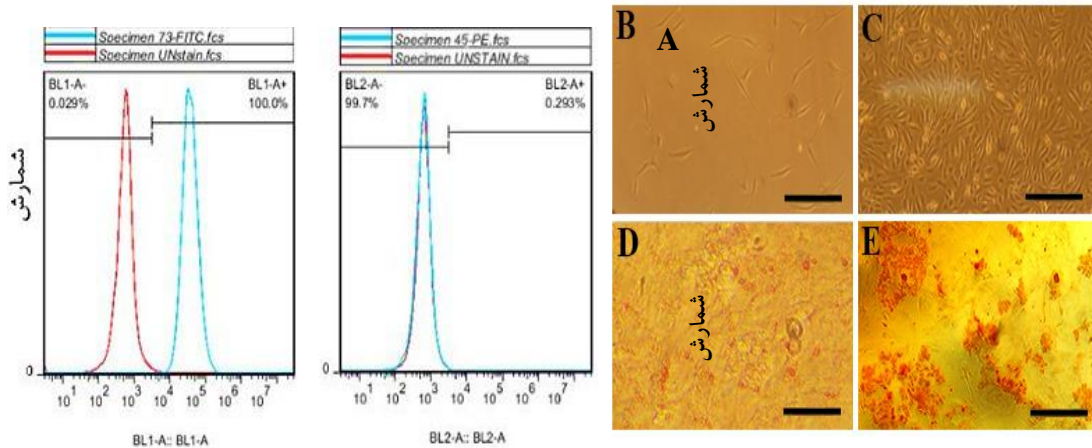 Specimen 73-FITC.fcs
Specimen UNstain.fcs
BL1-A-
0.029%
BL1-A+
100.0%
شمارش
0
10¹ 10² 10³ 10⁴ 10⁵ 10⁶ 10⁷
BL1-A:: BL1-A
Specimen 45-PE.fcs
Specimen UNSTAIN.fcs
BL2-A-
99.7%
BL2-A+
0.293%
0
10¹ 10² 10³ 10⁴ 10⁵ 10⁶ 10⁷
BL2-A:: BL2-A
B
A
شمارش
C
D
شمارش
E